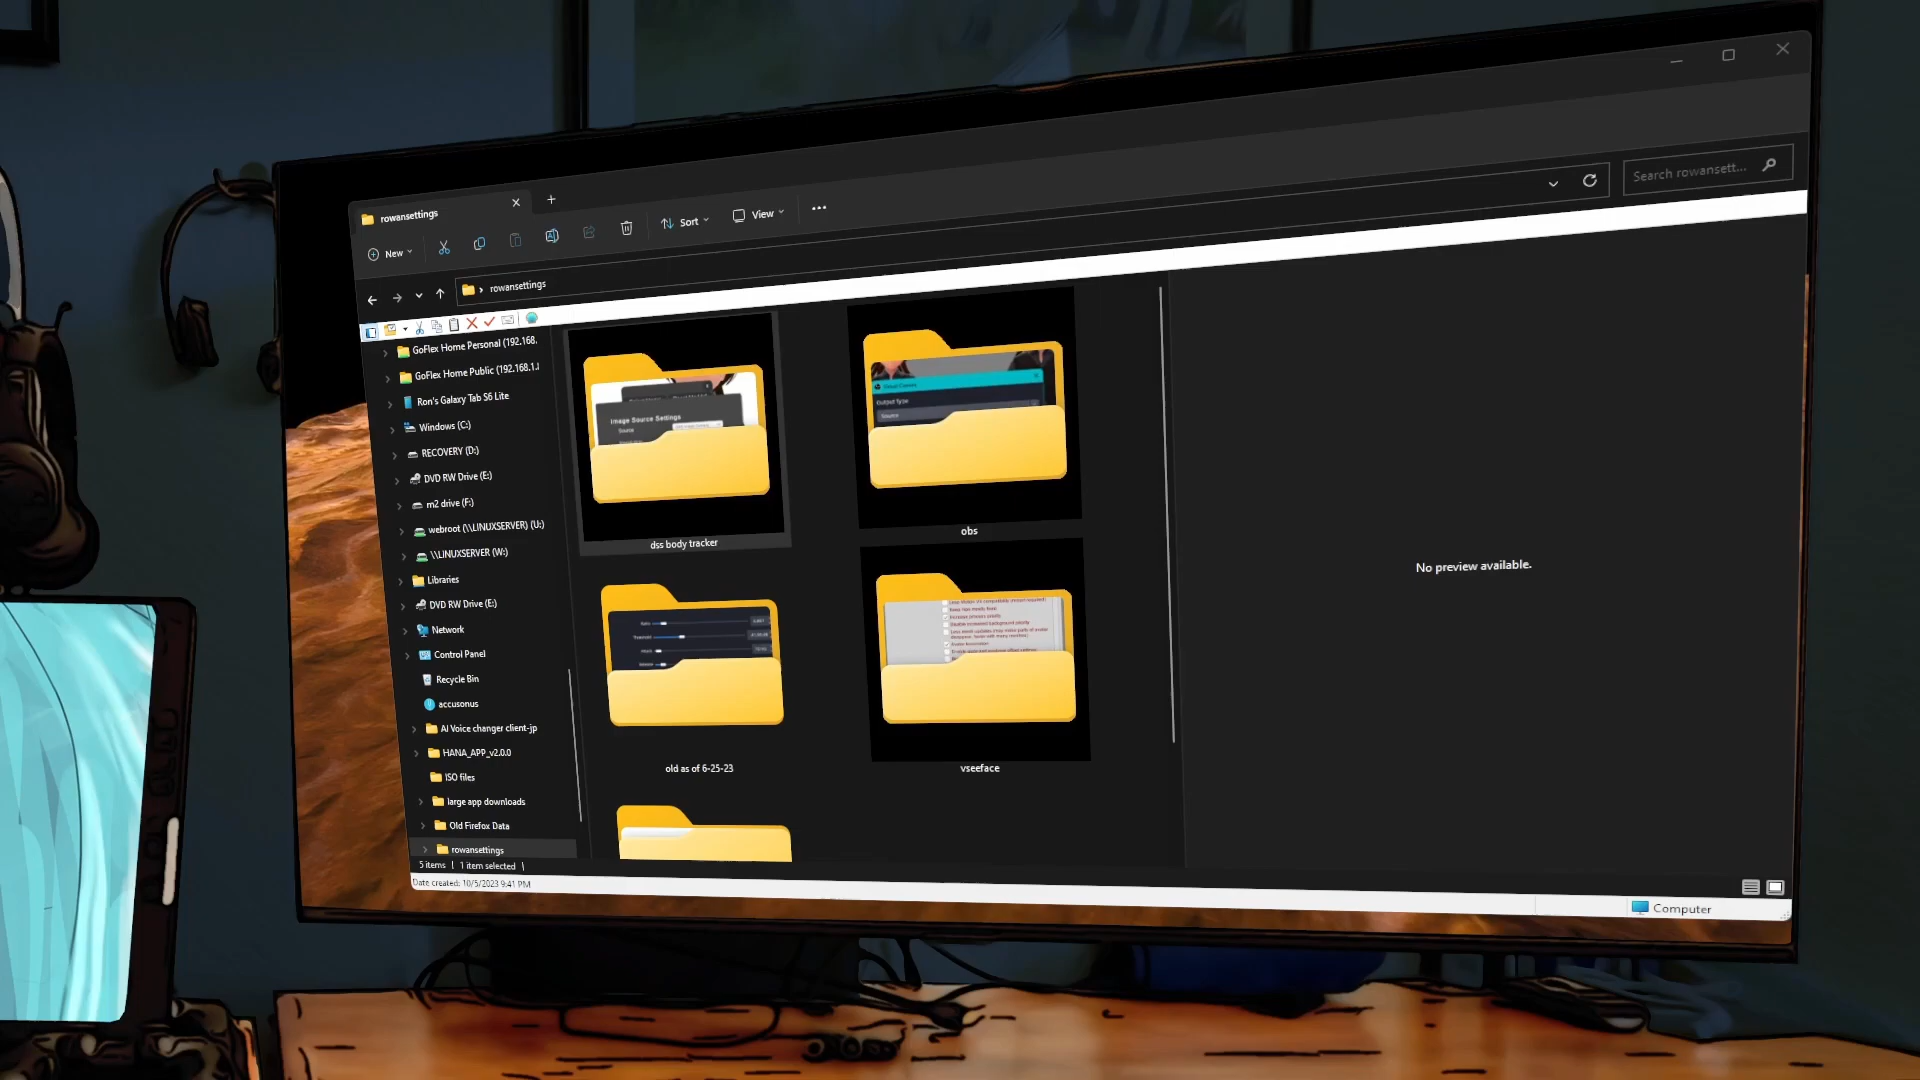 rowansettings
New
Sort
View
rowansettings
Search rowansett...
GoFlex Home Personal (192.168.
GoFlex Home Public (192.168.1.
Ron's Galaxy Tab S6 Lite
Windows (C:)
RECOVERY (D:)
DVD RW Drive (E:)
m2 drive (F:)
webroot (\\LINUXSERVER) (U:)
\\LINUXSERVER (W:)
Libraries
DVD RW Drive (E:)
Network
Control Panel
Recycle Bin
accusonus
AI Voice changer client-jp
HANA_APP_v2.0.0
ISO files
large app downloads
Old Firefox Data
rowansettings
5 items
1 item selected
Date created: 10/5/2023 9:41 PM
Image Source Settings
Source
dss body tracker
Output Type
Source
obs
old as of 6-25-23
vseeface
No preview available.
Computer